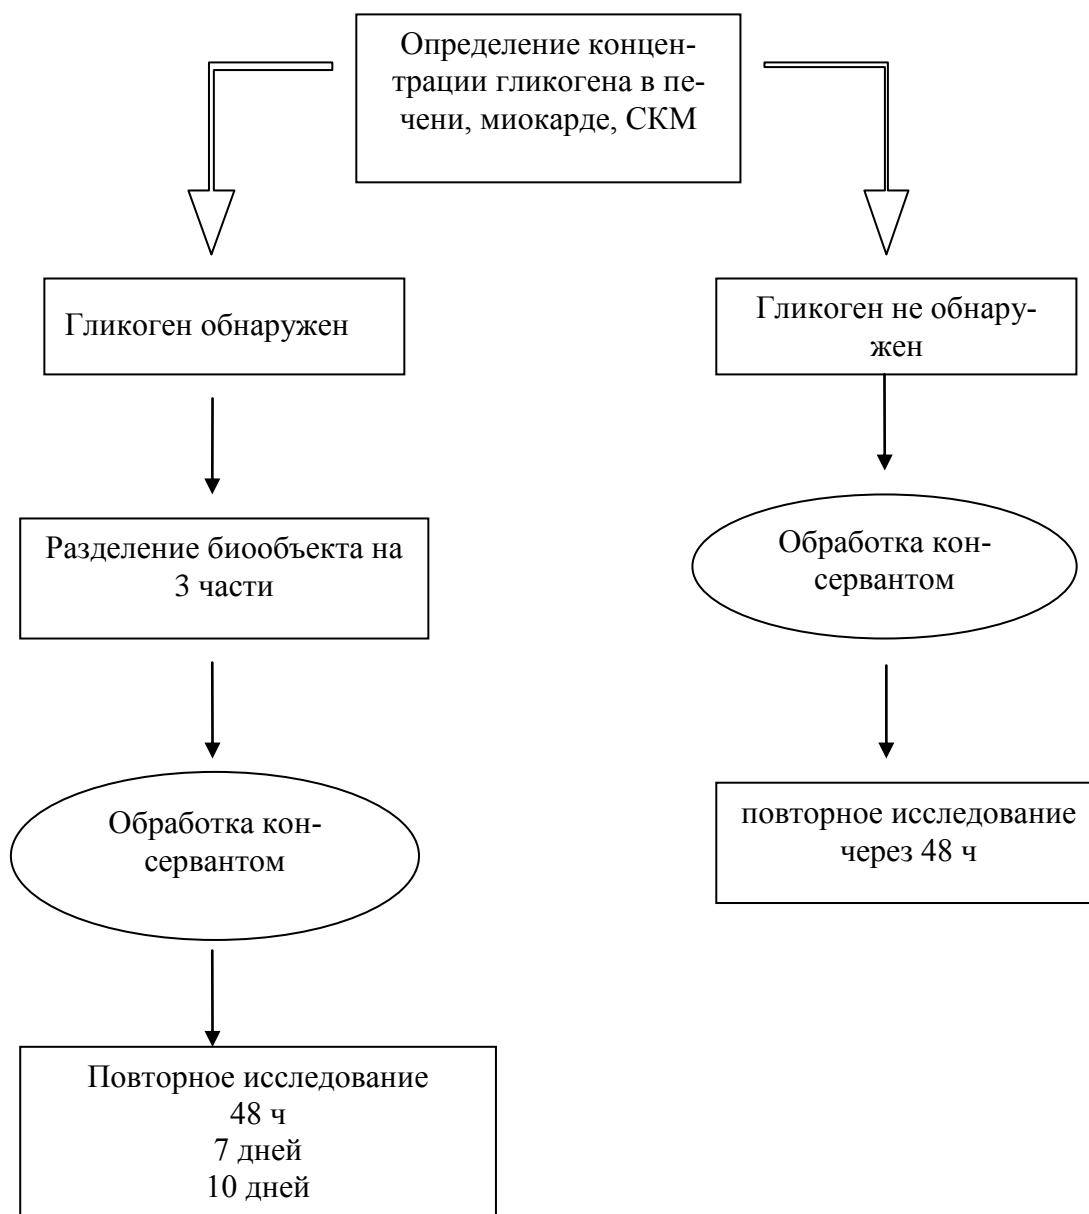 Определение концен-
трации гликогена в пе-
чени, миокарде, СКМ
Гликоген обнаружен
Гликоген не обнару-
жен
Разделение биообъекта на
3 части
Обработка кон-
сервантом
Обработка кон-
сервантом
повторное исследование
через 48 ч
Повторное исследование
48 ч
7 дней
10 дней